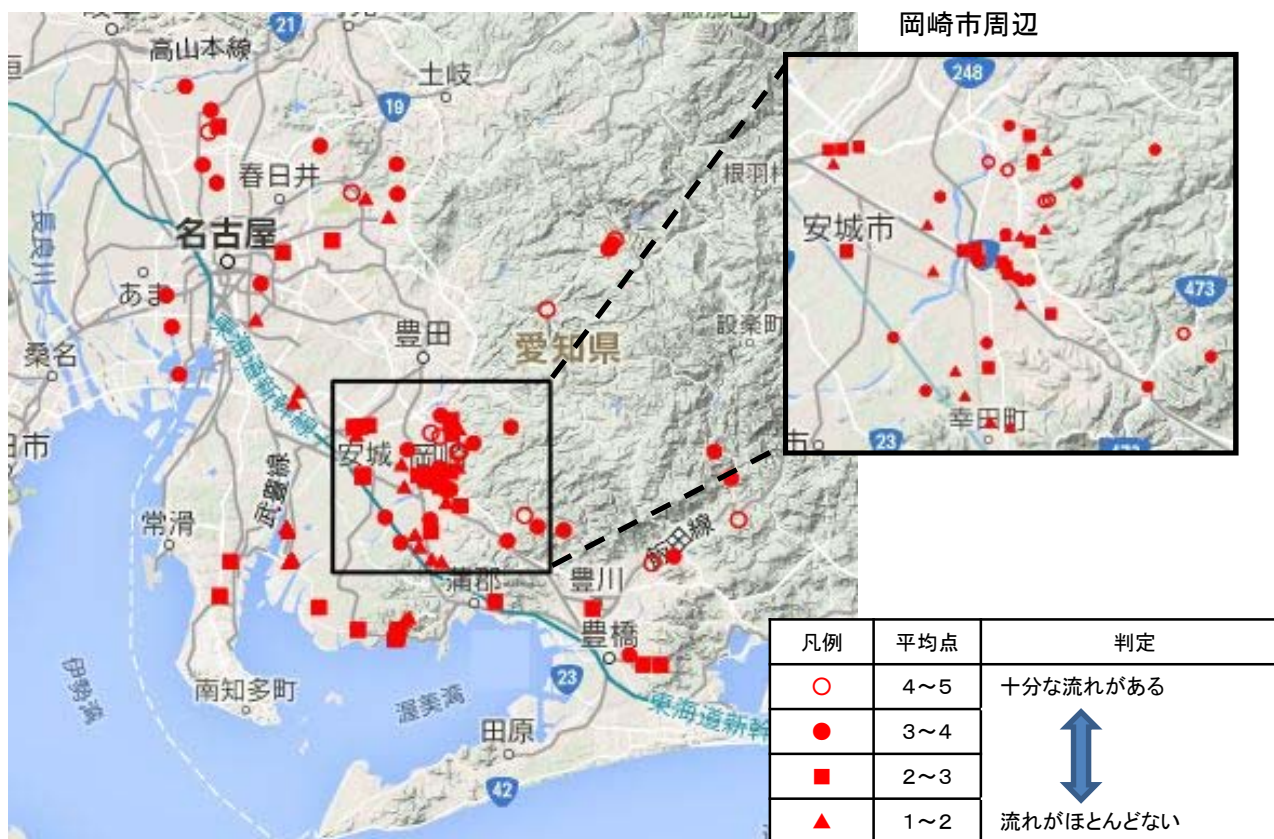 岡崎市周辺
21
高山本線
土岐
19
春日井
根羽村
長良川
名古屋
あま
豊田
設楽町
桑名
愛知県
東海道新幹線
安城
岡崎
武豊線
常滑
飯田線
蒲郡
豊川
豊橋
伊勢湾
南知多町
渥美湾
23
東海道新幹
田原
42
248
安城市
473
幸田町
23
凡例 平均点 判定
○ 4~5 十分な流れがある
● 3~4
■ 2~3
▲ 1~2 流れがほとんどない